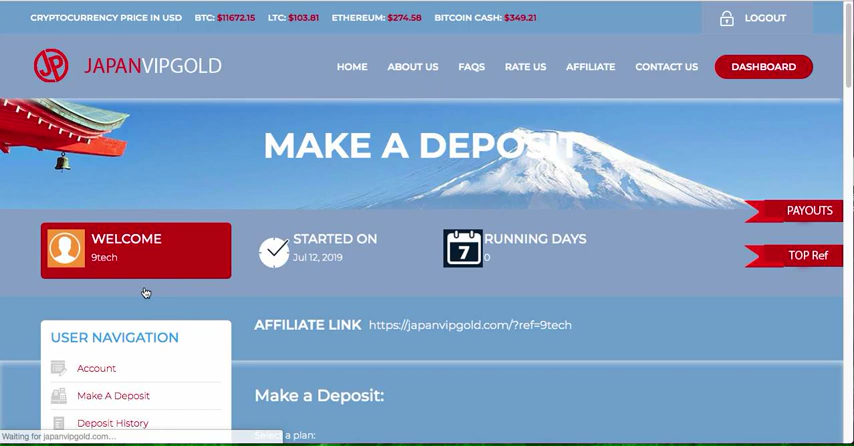 CRYPTOCURRENCY PRICE IN USD BTC: $11672.15 LTC: $103.81 ETHEREUM: $274.58 BITCOIN CASH: $349.21 LOGOUT
JP JAPANVIPGOLD HOME ABOUT US FAQS RATE US AFFILIATE CONTACT US DASHBOARD
MAKE A DEPOSIT
PAYOUTS
WELCOME STARTED ON RUNNING DAYS
9tech Jul 12, 2019 7 0
TOP Ref
AFFILIATE LINK https://japanvipgold.com/?ref=9tech
USER NAVIGATION
Account
Make a Deposit:
Make A Deposit
Deposit History
Select a plan:
Waiting for japanvipgold.com...